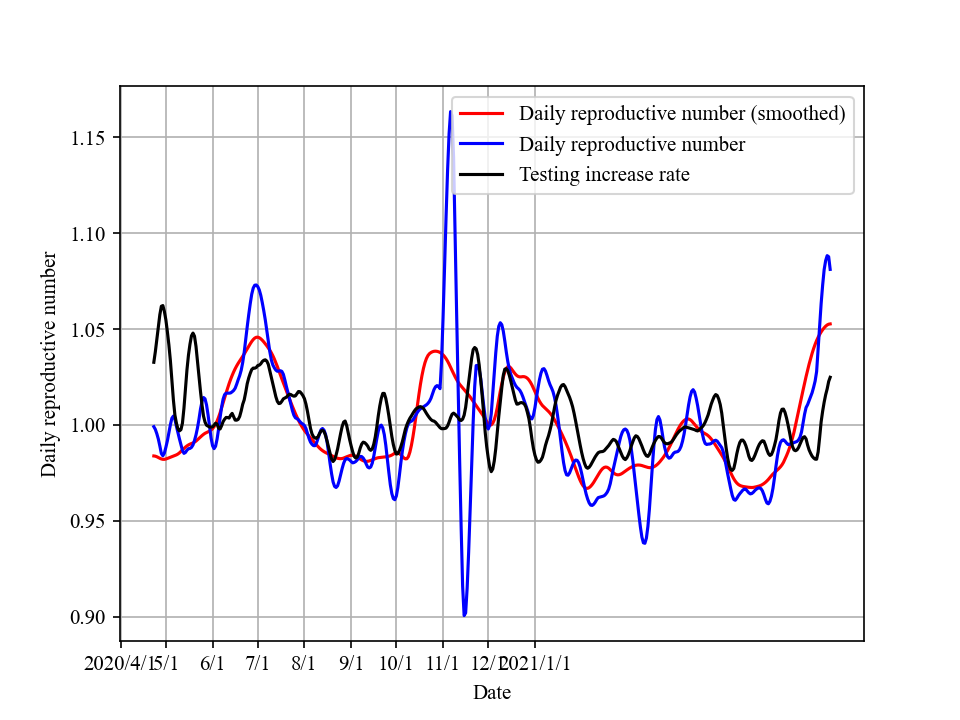 Daily reproductive number (smoothed)
Daily reproductive number
Testing increase rate
Daily reproductive number
1.15
1.10
1.05
1.00
0.95
0.90
2020/4/1 5/1 6/1 7/1 8/1 9/1 10/1 11/1 12/1 2021/1/1
Date